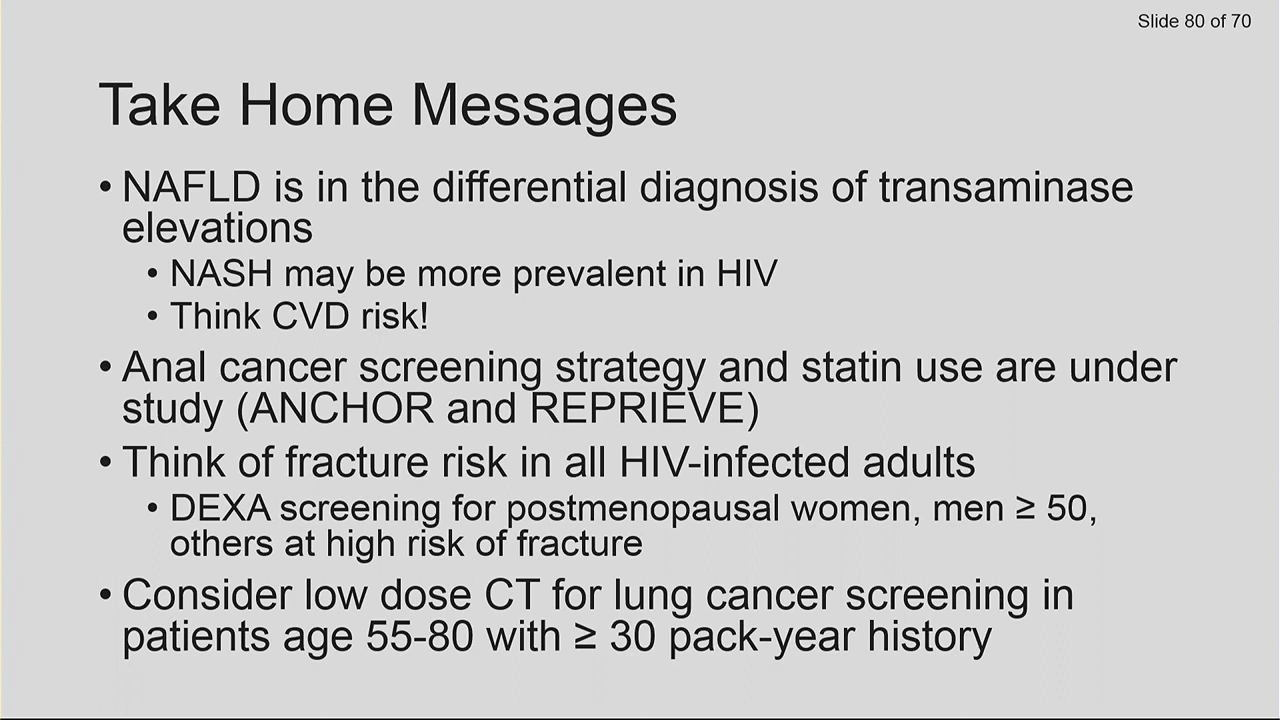 Slide 80 of 70
Take Home Messages
• NAFLD is in the differential diagnosis of transaminase
elevations
• NASH may be more prevalent in HIV
• Think CVD risk!
• Anal cancer screening strategy and statin use are under
study (ANCHOR and REPRIEVE)
• Think of fracture risk in all HIV-infected adults
• DEXA screening for postmenopausal women, men ≥ 50,
others at high risk of fracture
• Consider low dose CT for lung cancer screening in
patients age 55-80 with ≥ 30 pack-year history